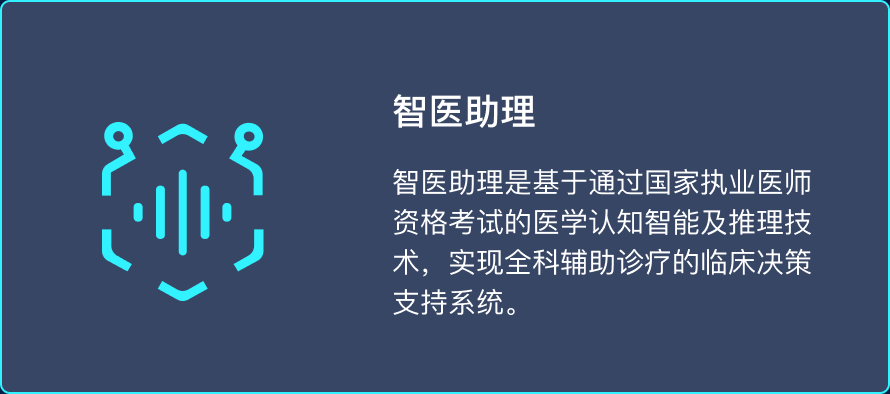 智医助理
智医助理是基于通过国家执业医师
资格考试的医学认知智能及推理技
术，实现全科辅助诊疗的临床决策
支持系统。